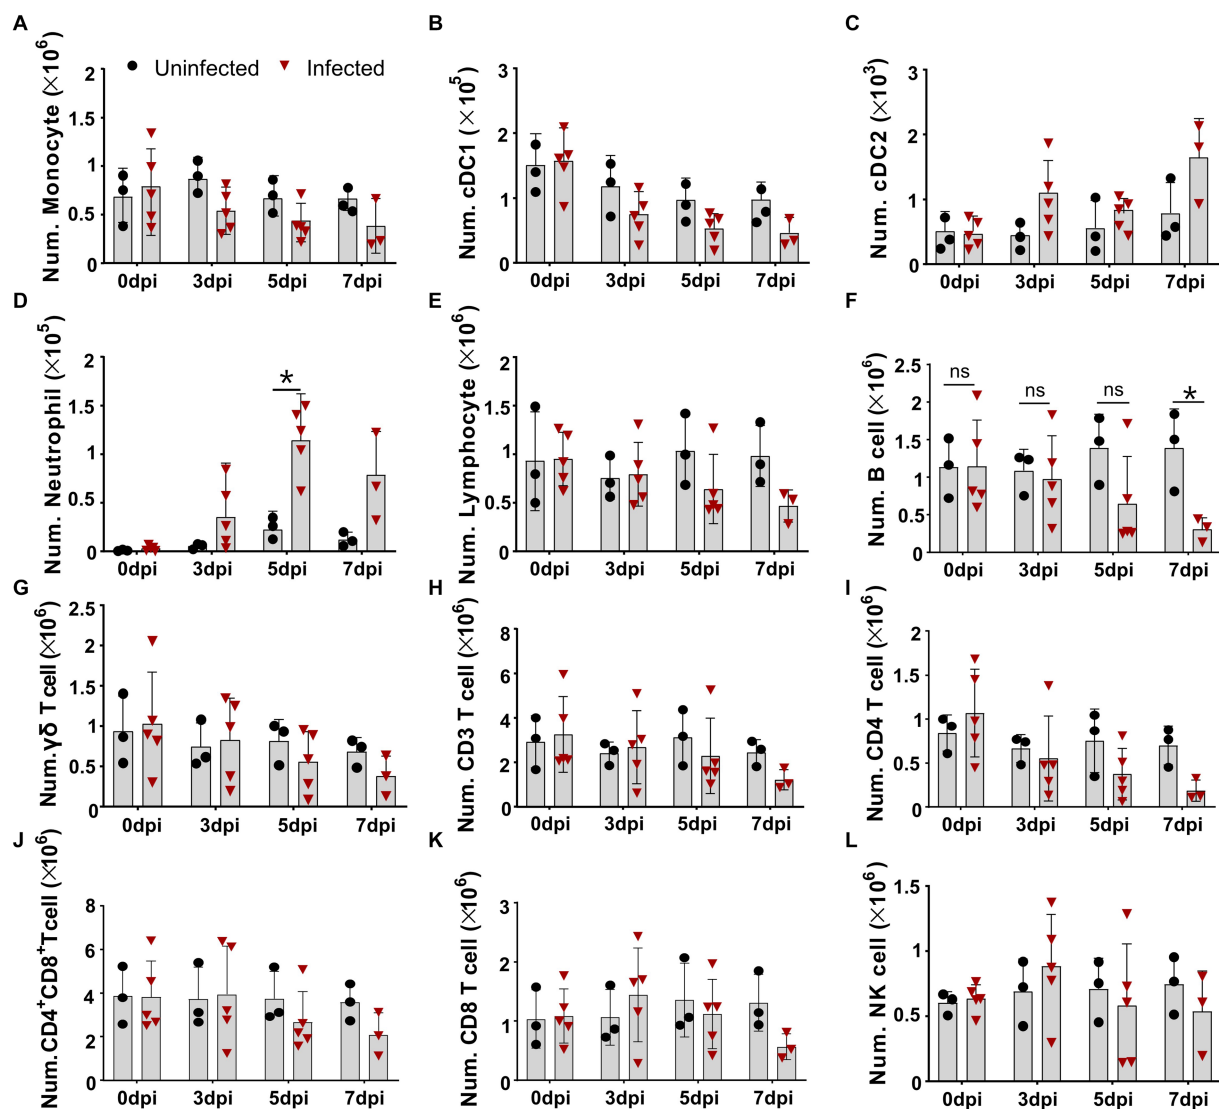 A
Num. Monocyte (×10⁶)
Uninfected
Infected
2
1.5
1
0.5
0
0dpi 3dpi 5dpi 7dpi
B
Num. cDC1 (×10⁵)
3
2
1
0
0dpi 3dpi 5dpi 7dpi
C
Num. cDC2 (×10³)
3
2
1
0
0dpi 3dpi 5dpi 7dpi
D
Num. Neutrophil (×10⁵)
2
1.5
1
0.5
0
*
0dpi 3dpi 5dpi 7dpi
E
Num. Lymphocyte (×10⁶)
2
1.5
1
0.5
0
0dpi 3dpi 5dpi 7dpi
F
Num. B cell (×10⁶)
2.5
2
1.5
1
0.5
0
ns ns ns *
0dpi 3dpi 5dpi 7dpi
G
Num.γδ T cell (×10⁶)
2.5
2
1.5
1
0.5
0
0dpi 3dpi 5dpi 7dpi
H
Num. CD3 T cell (×10⁶)
8
6
4
2
0
0dpi 3dpi 5dpi 7dpi
I
Num. CD4 T cell (×10⁶)
2
1.5
1
0.5
0
0dpi 3dpi 5dpi 7dpi
J
Num.CD4⁺CD8⁺Tcell (×10⁶)
8
6
4
2
0
0dpi 3dpi 5dpi 7dpi
K
Num. CD8 T cell (×10⁶)
3
2
1
0
0dpi 3dpi 5dpi 7dpi
L
Num. NK cell (×10⁶)
1.5
1
0.5
0
0dpi 3dpi 5dpi 7dpi